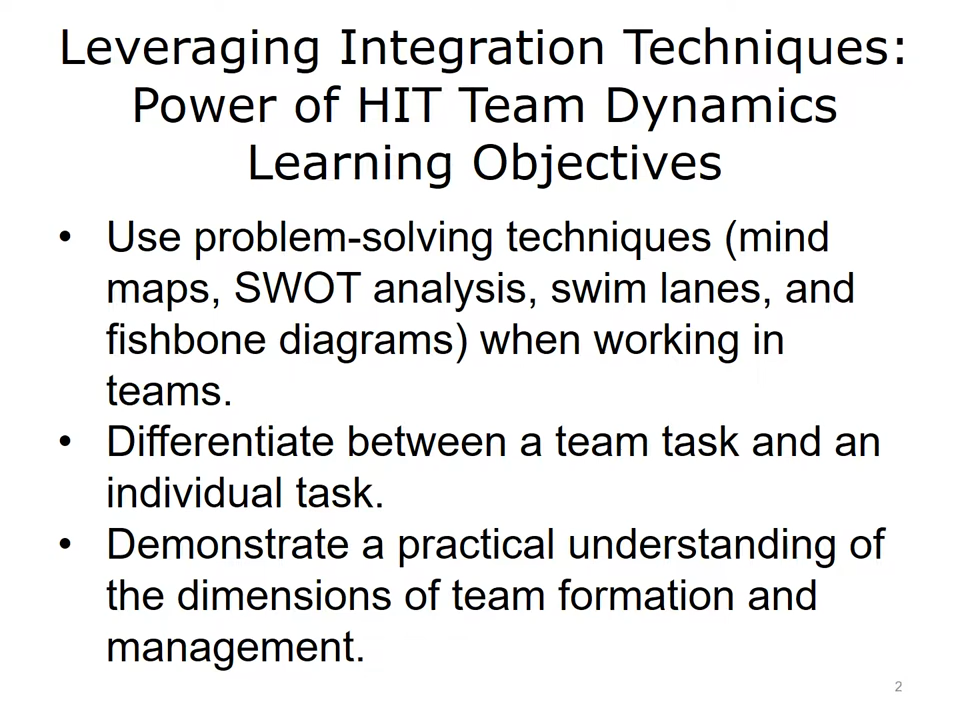 Leveraging Integration Techniques:
Power of HIT Team Dynamics
Learning Objectives
• Use problem-solving techniques (mind
maps, SWOT analysis, swim lanes, and
fishbone diagrams) when working in
teams.
• Differentiate between a team task and an
individual task.
• Demonstrate a practical understanding of
the dimensions of team formation and
management.
2